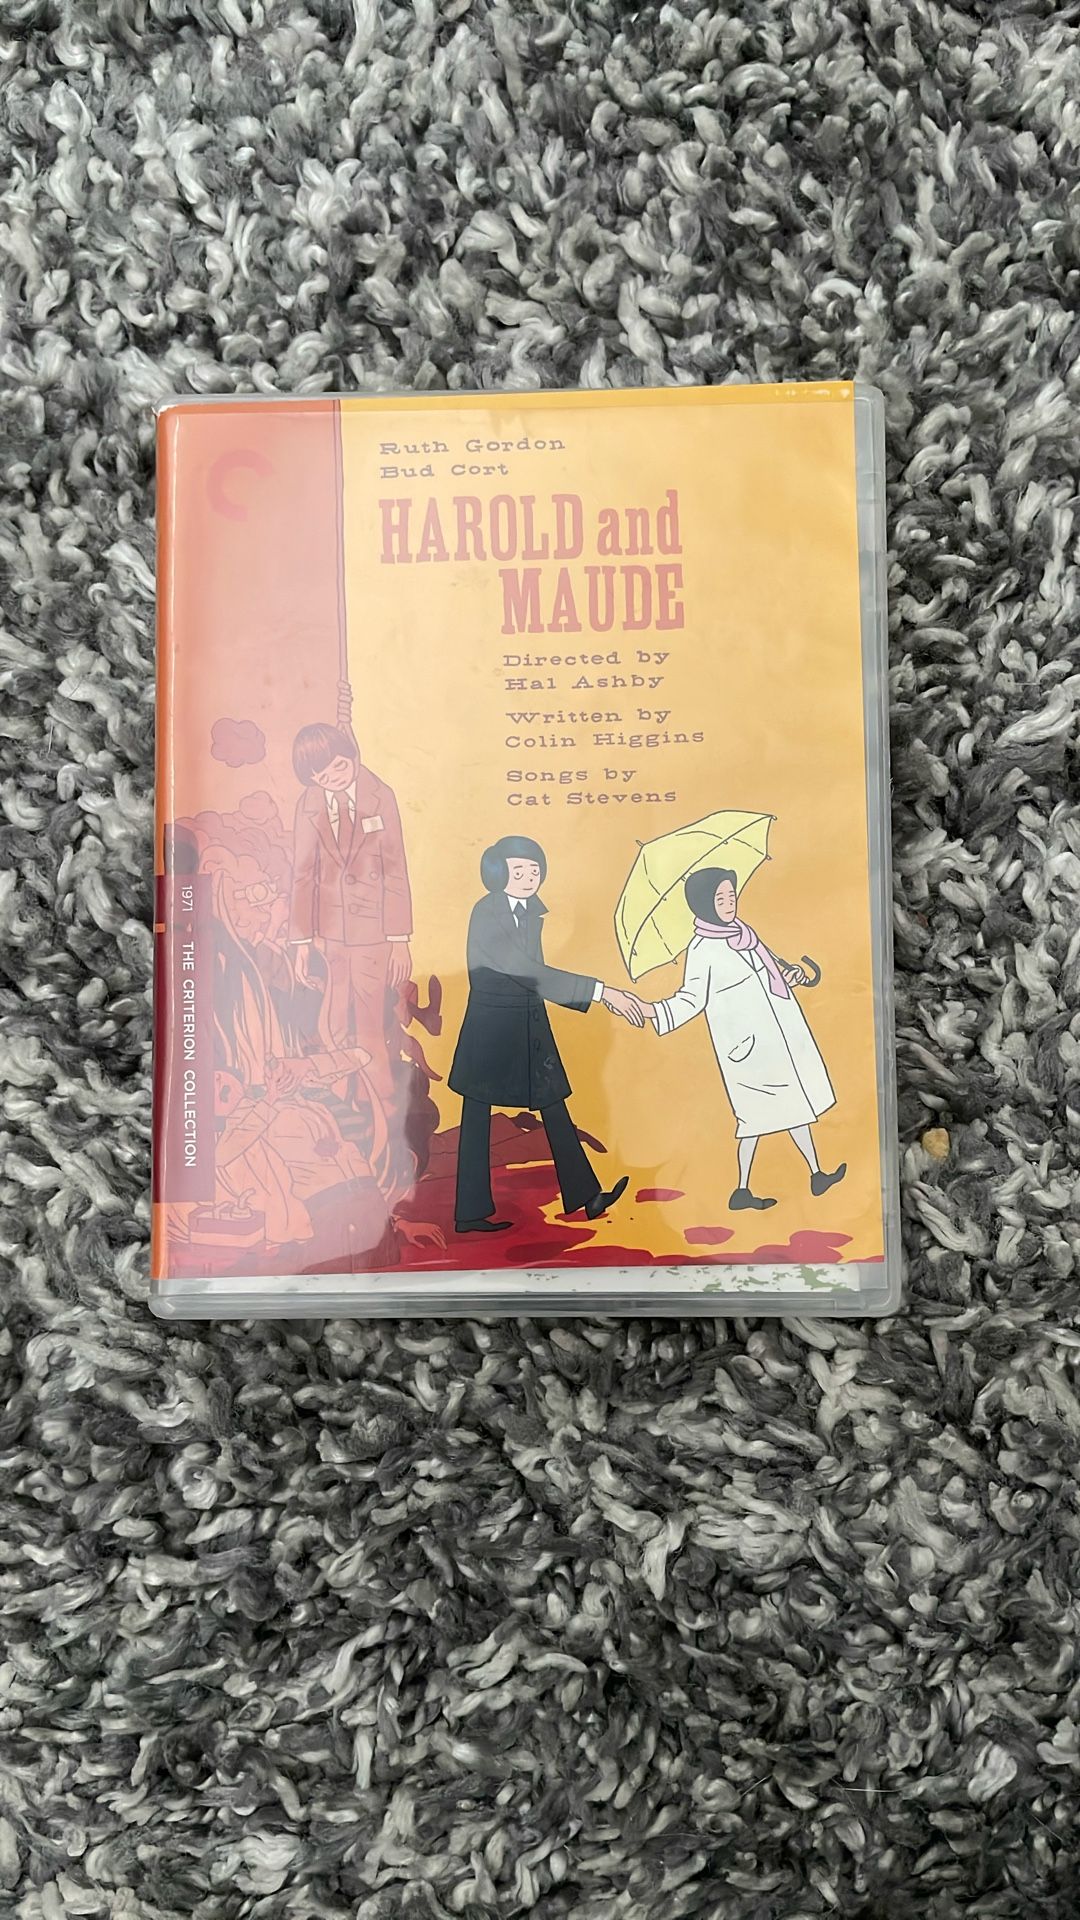 Ruth Gordon
Bud Cort
HAROLD and
MAUDE
Directed by
Hal Ashby
Written by
Colin Higgins
Songs by
Cat Stevens
1971 THE CRITERION COLLECTION